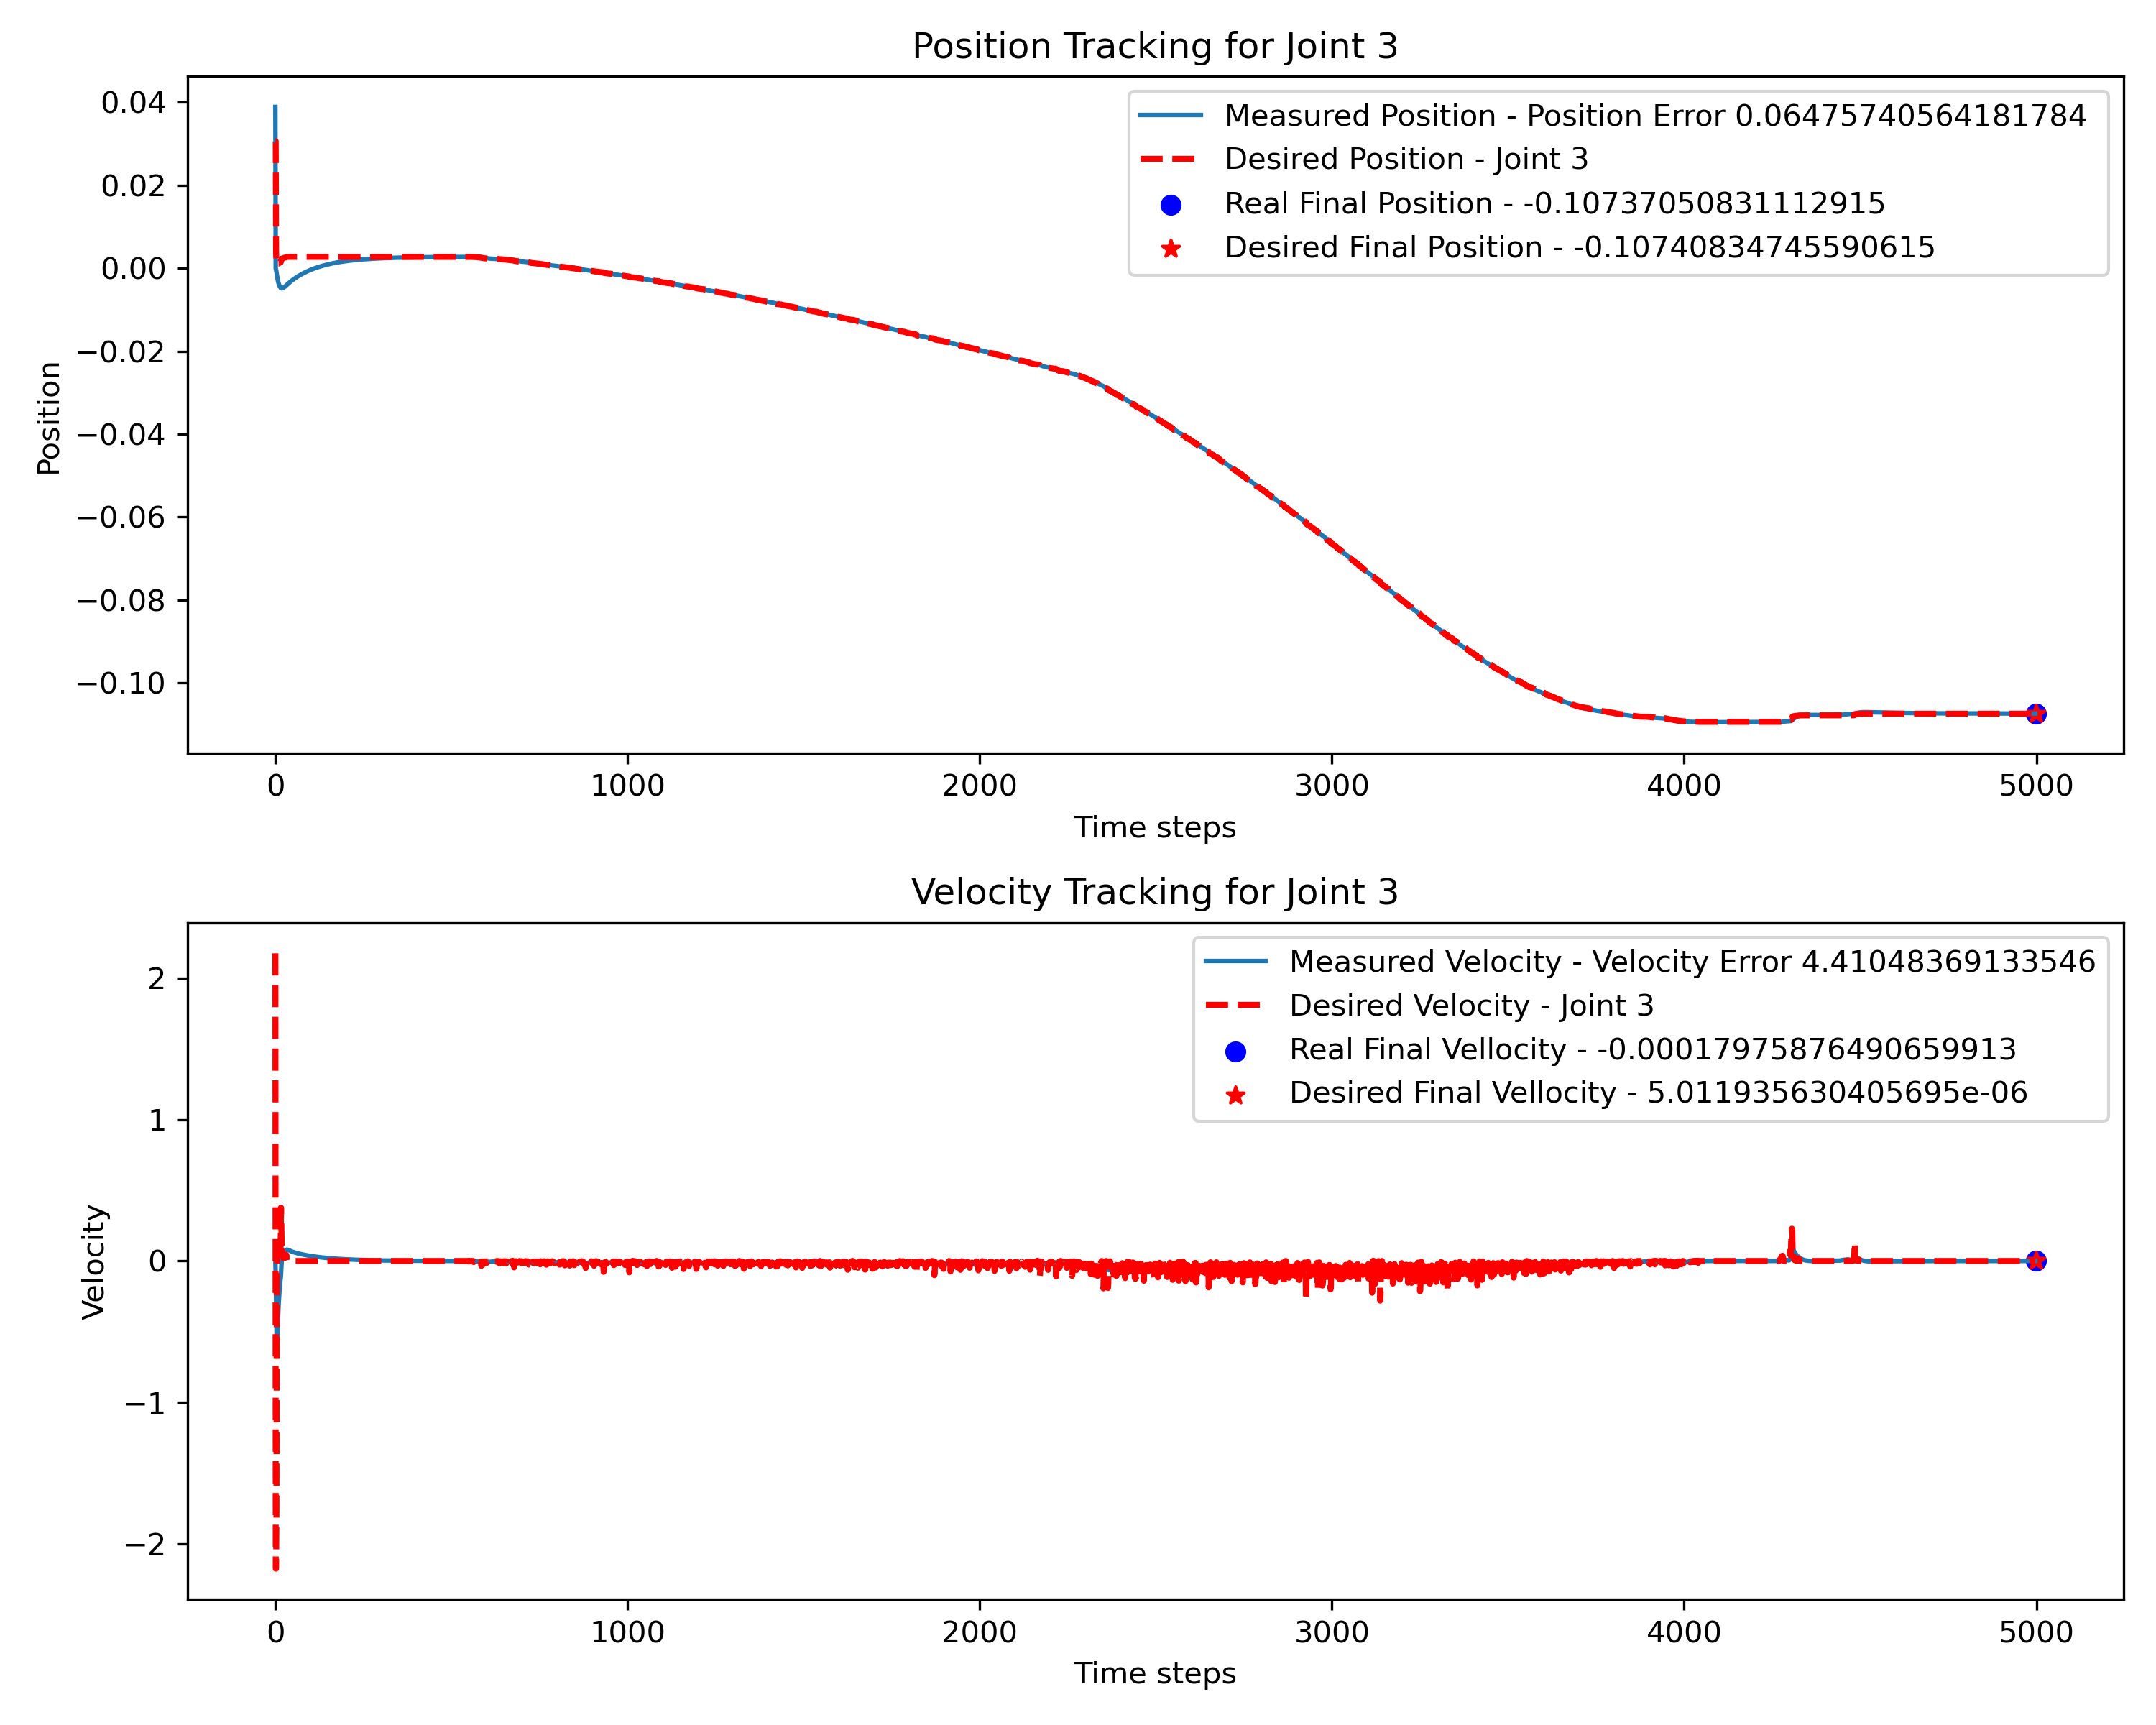 Position Tracking for Joint 3
0.04
0.02
0.00
−0.02
−0.04
−0.06
−0.08
−0.10
Position
Measured Position - Position Error 0.06475740564181784
Desired Position - Joint 3
Real Final Position - -0.10737050831112915
Desired Final Position - -0.10740834745590615
0 1000 2000 3000 4000 5000
Time steps
Velocity Tracking for Joint 3
2
1
0
−1
−2
Velocity
Measured Velocity - Velocity Error 4.41048369133546
Desired Velocity - Joint 3
Real Final Vellocity - -0.00017975876490659913
Desired Final Vellocity - 5.011935630405695e-06
0 1000 2000 3000 4000 5000
Time steps